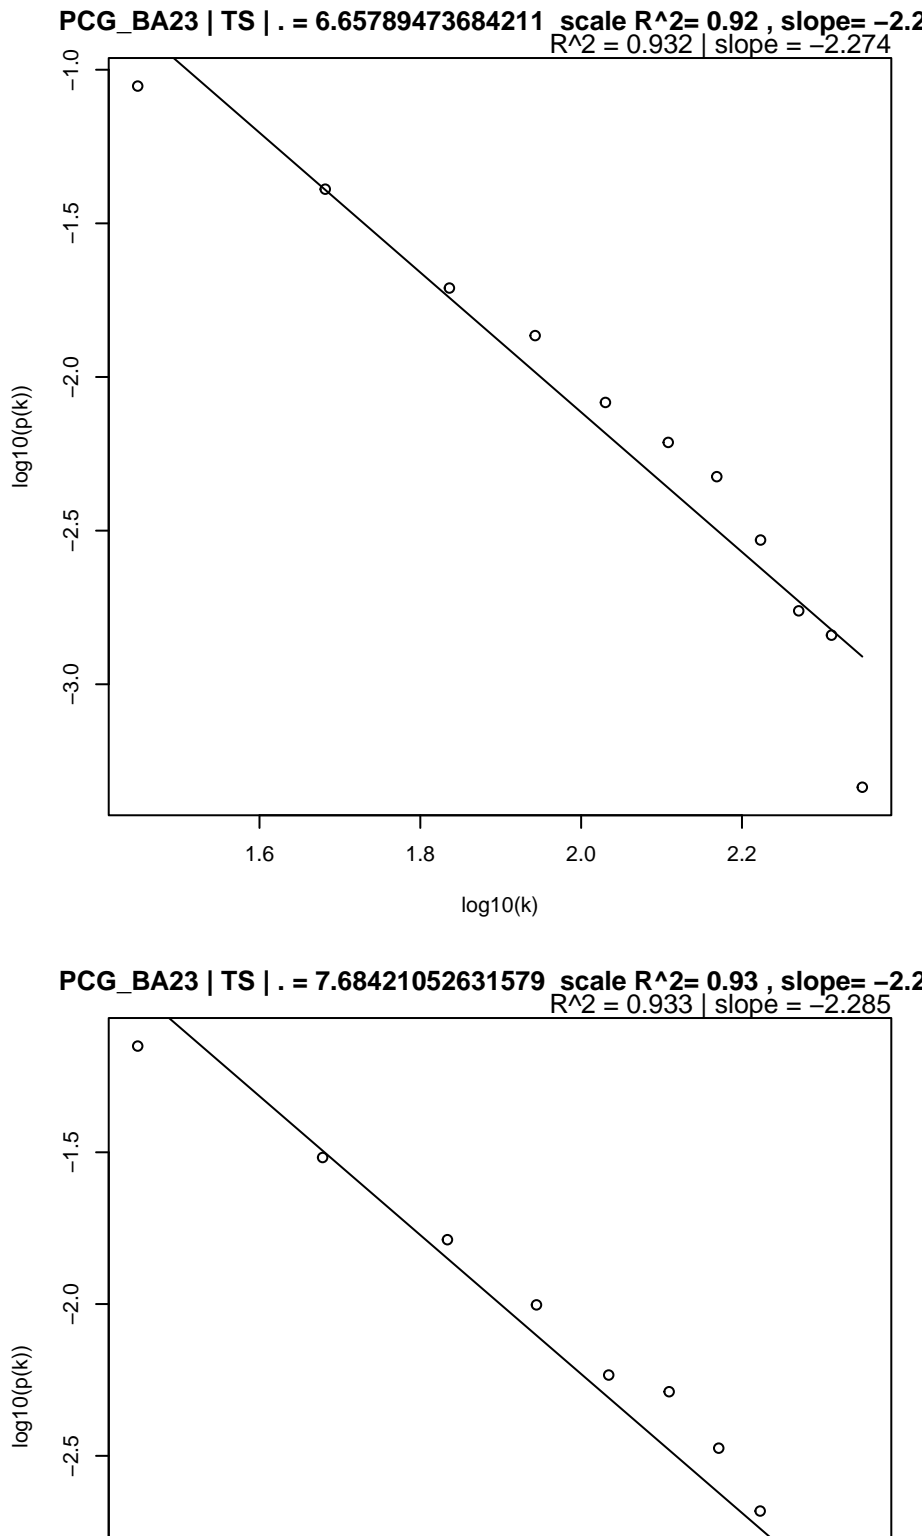 PCG_BA23 | TS | . = 6.65789473684211 scale R^2= 0.92 , slope= −2.2
R^2 = 0.932 | slope = −2.274
−1.0
−1.5
−2.0
−2.5
−3.0
log10(p(k))
1.6 1.8 2.0 2.2
log10(k)
PCG_BA23 | TS | . = 7.68421052631579 scale R^2= 0.93 , slope= −2.2
R^2 = 0.933 | slope = −2.285
−1.5
−2.0
−2.5
log10(p(k))